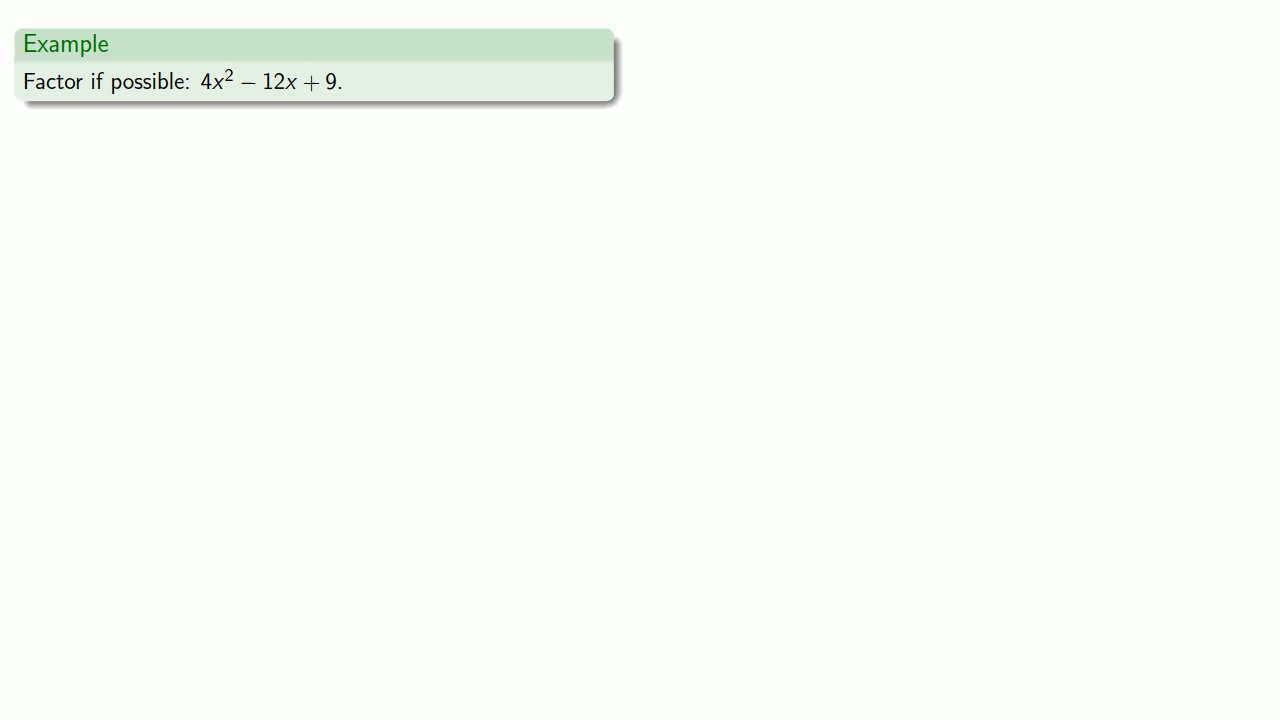 Example
Factor if possible: 4x² − 12x + 9.